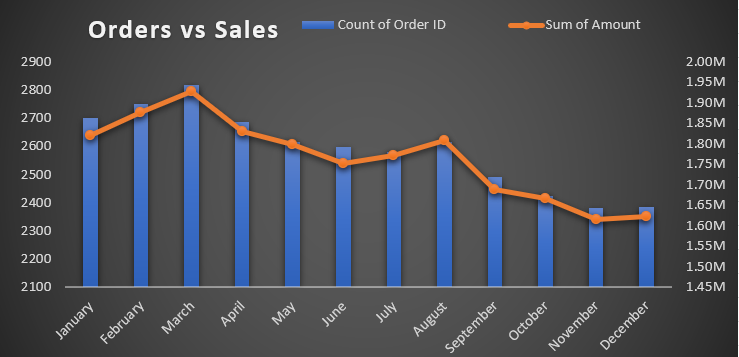 Orders vs Sales
Count of Order ID
Sum of Amount
2900
2800
2700
2600
2500
2400
2300
2200
2100
2.00M
1.95M
1.90M
1.85M
1.80M
1.75M
1.70M
1.65M
1.60M
1.55M
1.50M
1.45M
January
February
March
April
May
June
July
August
September
October
November
December